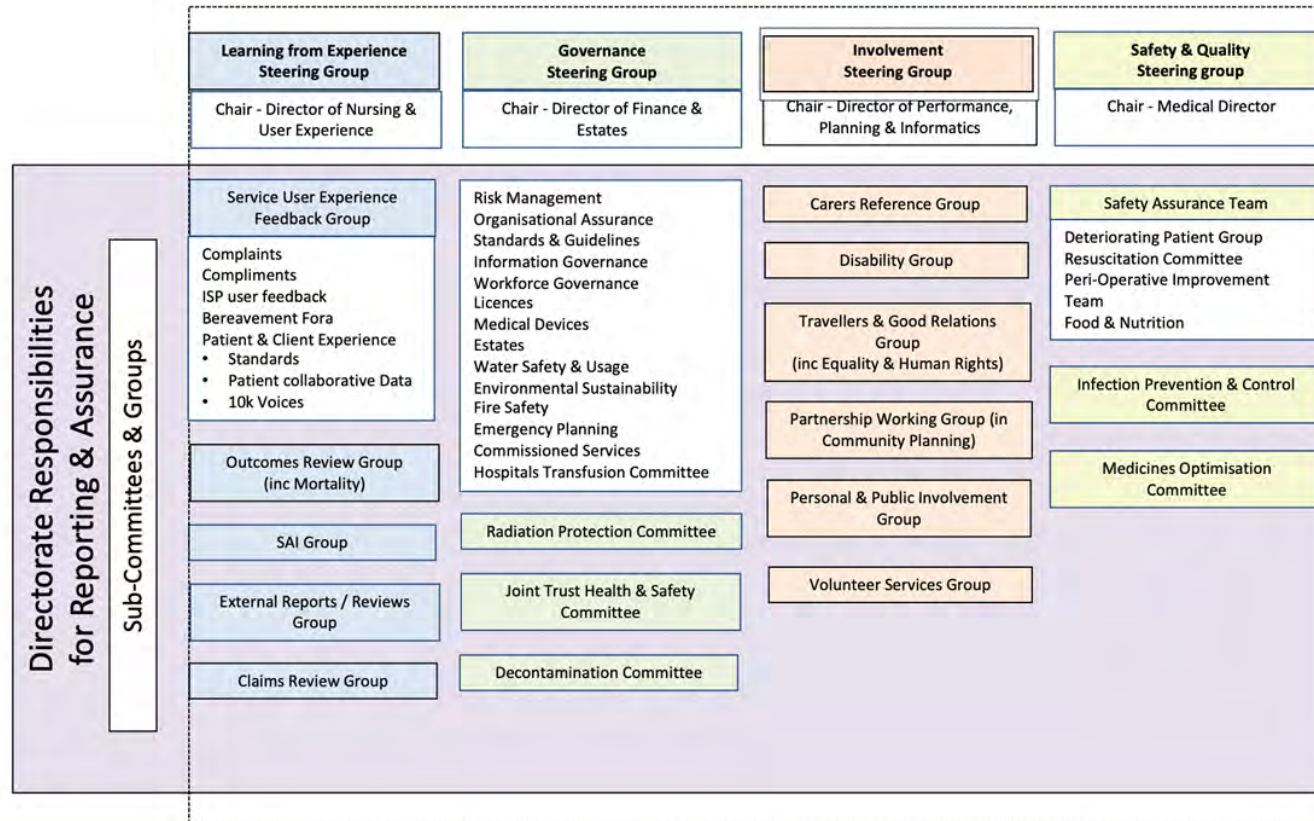 Learning from Experience
Steering Group
Chair - Director of Nursing &
User Experience
Governance
Steering Group
Chair - Director of Finance &
Estates
Involvement
Steering Group
Chair - Director of Performance,
Planning & Informatics
Safety & Quality
Steering group
Chair - Medical Director
Directorate Responsibilities
for Reporting & Assurance
Sub-Committees & Groups
Service User Experience
Feedback Group
Complaints
Compliments
ISP user feedback
Bereavement Fora
Patient & Client Experience
• Standards
• Patient collaborative Data
• 10k Voices
Outcomes Review Group
(inc Mortality)
SAI Group
External Reports / Reviews
Group
Claims Review Group
Risk Management
Organisational Assurance
Standards & Guidelines
Information Governance
Workforce Governance
Licences
Medical Devices
Estates
Water Safety & Usage
Environmental Sustainability
Fire Safety
Emergency Planning
Commissioned Services
Hospitals Transfusion Committee
Radiation Protection Committee
Joint Trust Health & Safety
Committee
Decontamination Committee
Carers Reference Group
Disability Group
Travellers & Good Relations
Group
(inc Equality & Human Rights)
Partnership Working Group (in
Community Planning)
Personal & Public Involvement
Group
Volunteer Services Group
Safety Assurance Team
Deteriorating Patient Group
Resuscitation Committee
Peri-Operative Improvement
Team
Food & Nutrition
Infection Prevention & Control
Committee
Medicines Optimisation
Committee